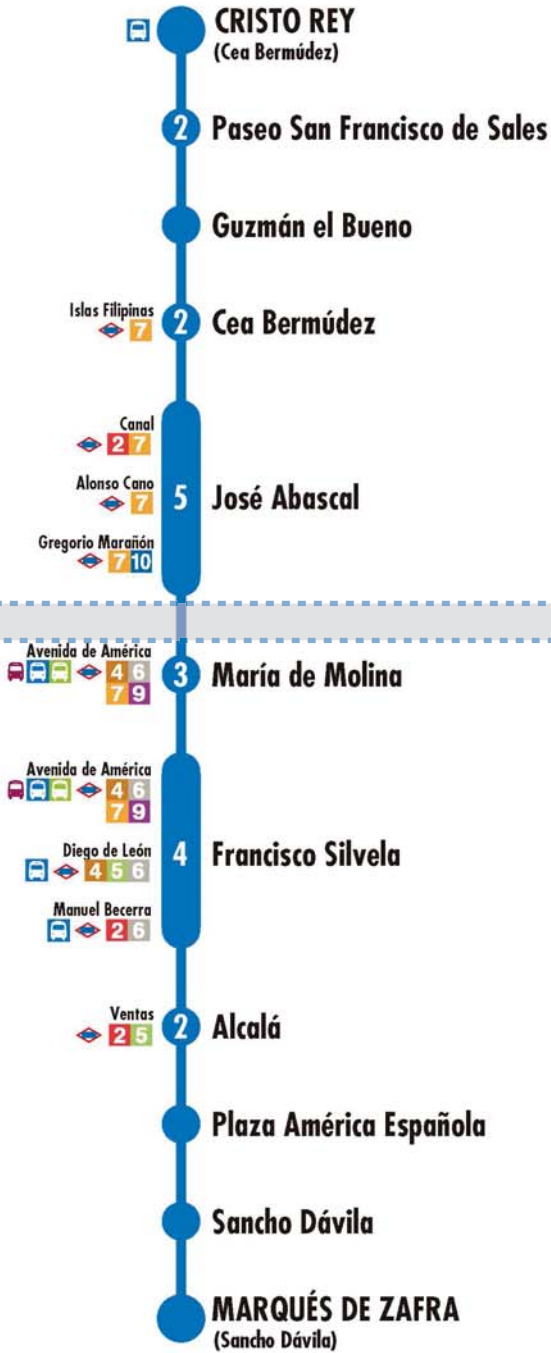 CRISTO REY
(Cea Bermúdez)
2 Paseo San Francisco de Sales
Guzmán el Bueno
Islas Filipinas
7
2 Cea Bermúdez
Canal
2 7
Alonso Cano
7
5 José Abascal
Gregorio Marañón
7 10
Avenida de América
4 6
7 9
3 María de Molina
Avenida de América
4 6
7 9
Diego de León
4 5 6
4 Francisco Silvela
Manuel Becerra
2 6
Ventas
2 5
2 Alcalá
Plaza América Española
Sancho Dávila
MARQUÉS DE ZAFRA
(Sancho Dávila)